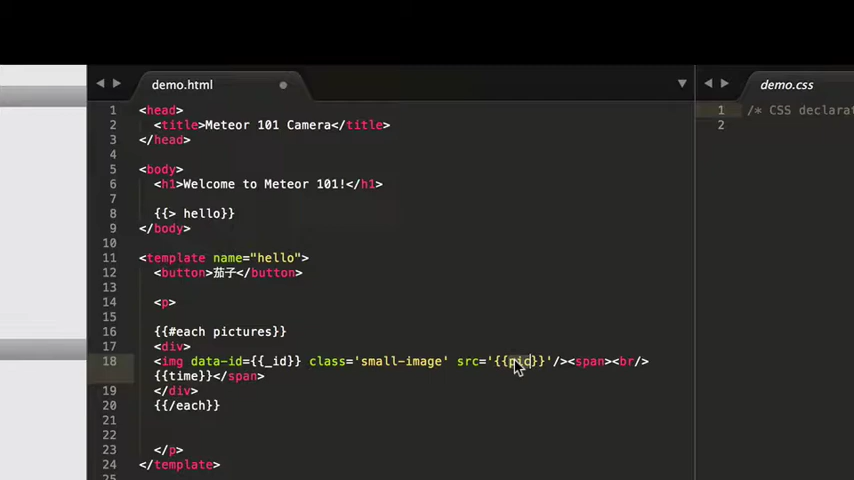 demo.html
demo.css
1 <head>
2 <title>Meteor 101 Camera</title>
3 </head>
4
5 <body>
6 <h1>Welcome to Meteor 101!</h1>
7
8 {{> hello}}
9 </body>
10
11 <template name="hello">
12 <button>茄子</button>
13
14 <p>
15
16 {{#each pictures}}
17 <div>
18 <img data-id={{_id}} class='small-image' src='{{pic}}'/><span><br/>
{{time}}</span>
19 </div>
20 {{/each}}
21
22
23 </p>
24 </template>
25
1 /* CSS declarat
2